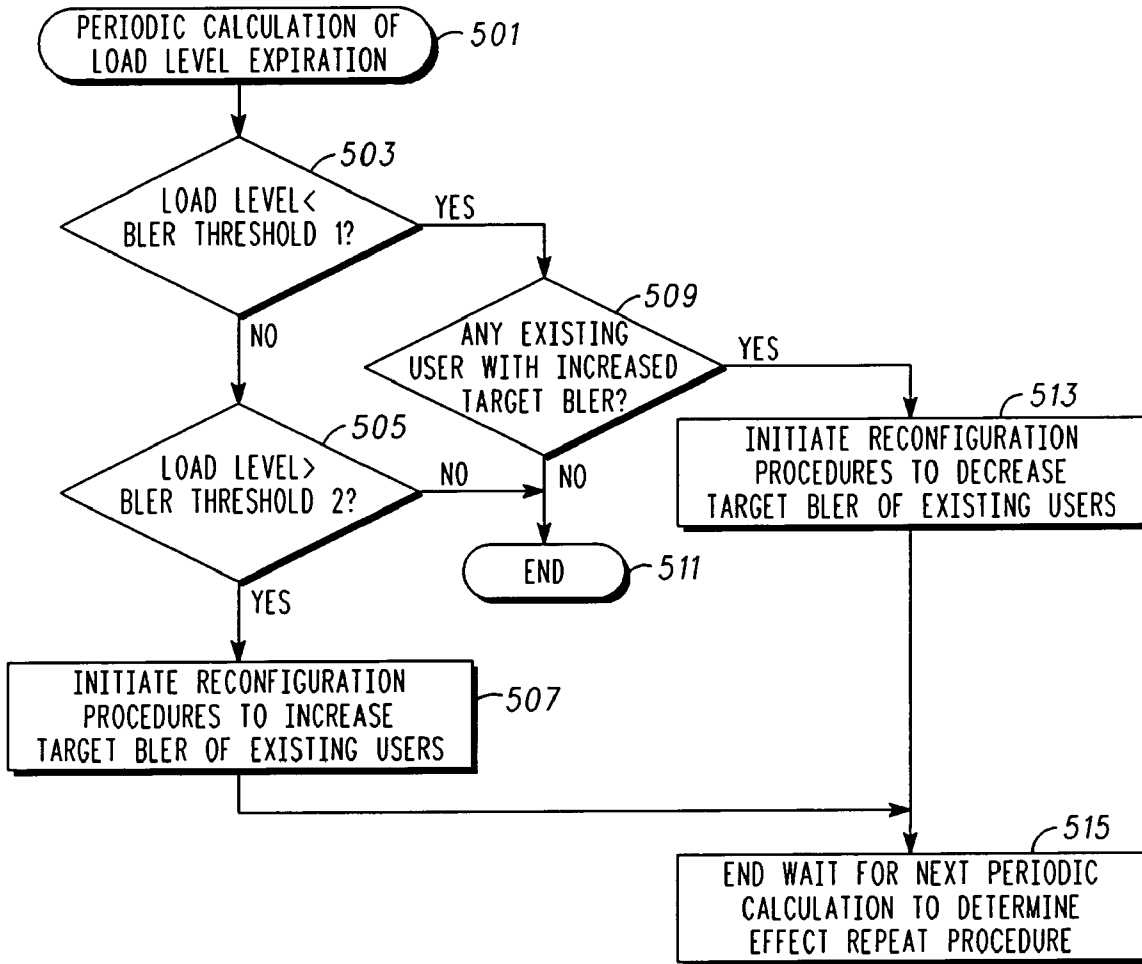 PERIODIC CALCULATION OF
LOAD LEVEL EXPIRATION
501
503
LOAD LEVEL<
BLER THRESHOLD 1?
YES
NO
509
ANY EXISTING
USER WITH INCREASED
TARGET BLER?
YES
NO
505
LOAD LEVEL>
BLER THRESHOLD 2?
NO
YES
513
INITIATE RECONFIGURATION
PROCEDURES TO DECREASE
TARGET BLER OF EXISTING USERS
END
511
INITIATE RECONFIGURATION
PROCEDURES TO INCREASE
TARGET BLER OF EXISTING USERS
507
515
END WAIT FOR NEXT PERIODIC
CALCULATION TO DETERMINE
EFFECT REPEAT PROCEDURE